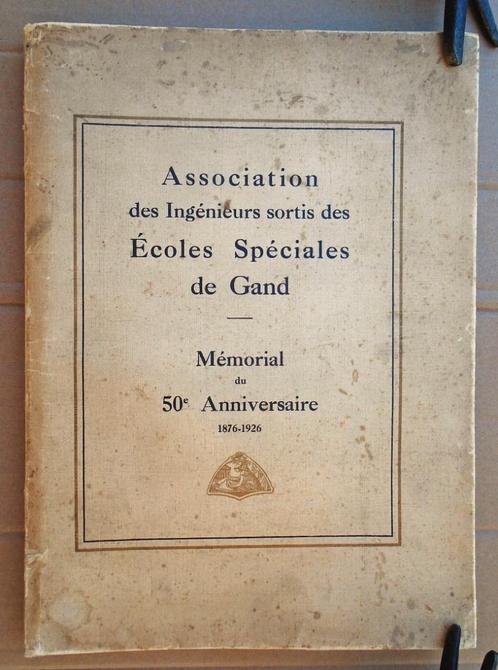 Association
des Ingénieurs sortis des
Écoles Spéciales
de Gand
Mémorial
du
50e Anniversaire
1876-1926